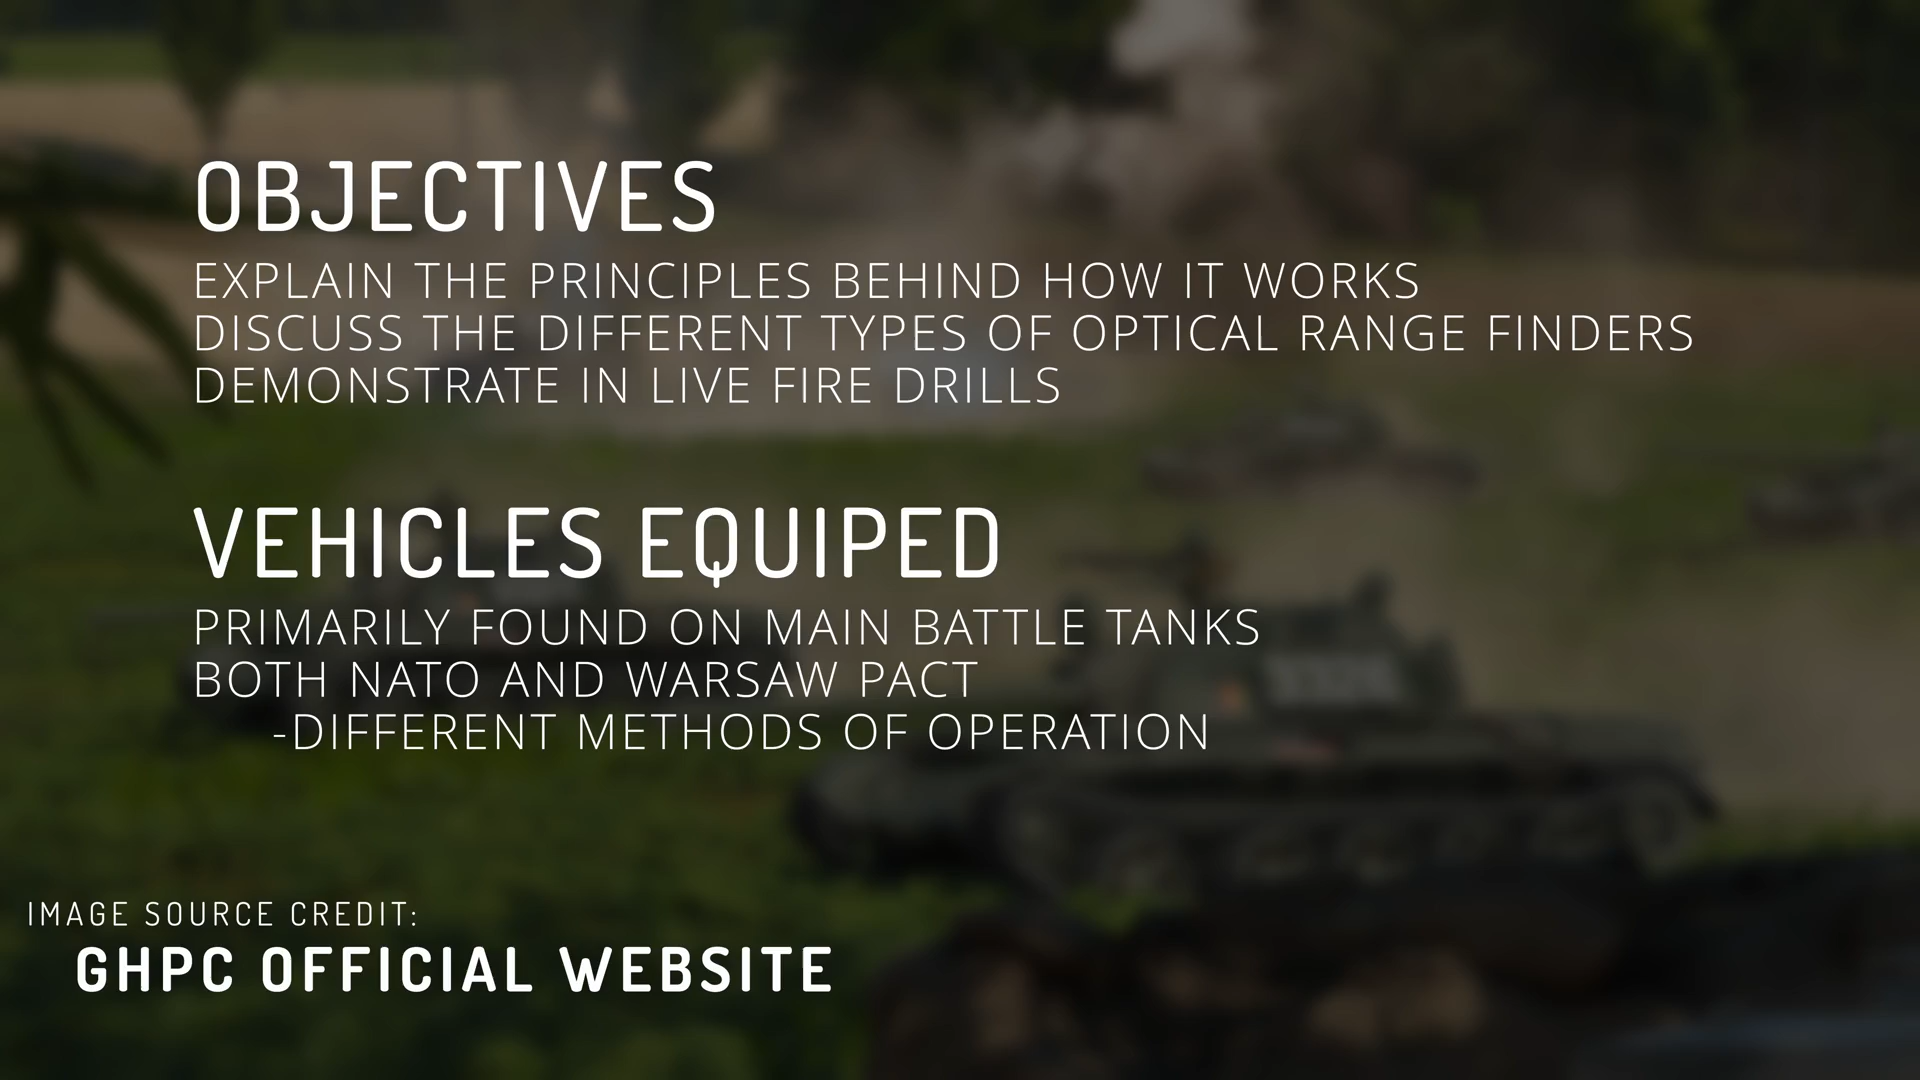 OBJECTIVES
EXPLAIN THE PRINCIPLES BEHIND HOW IT WORKS
DISCUSS THE DIFFERENT TYPES OF OPTICAL RANGE FINDERS
DEMONSTRATE IN LIVE FIRE DRILLS
VEHICLES EQUIPED
PRIMARILY FOUND ON MAIN BATTLE TANKS
BOTH NATO AND WARSAW PACT
-DIFFERENT METHODS OF OPERATION
IMAGE SOURCE CREDIT:
GHPC OFFICIAL WEBSITE